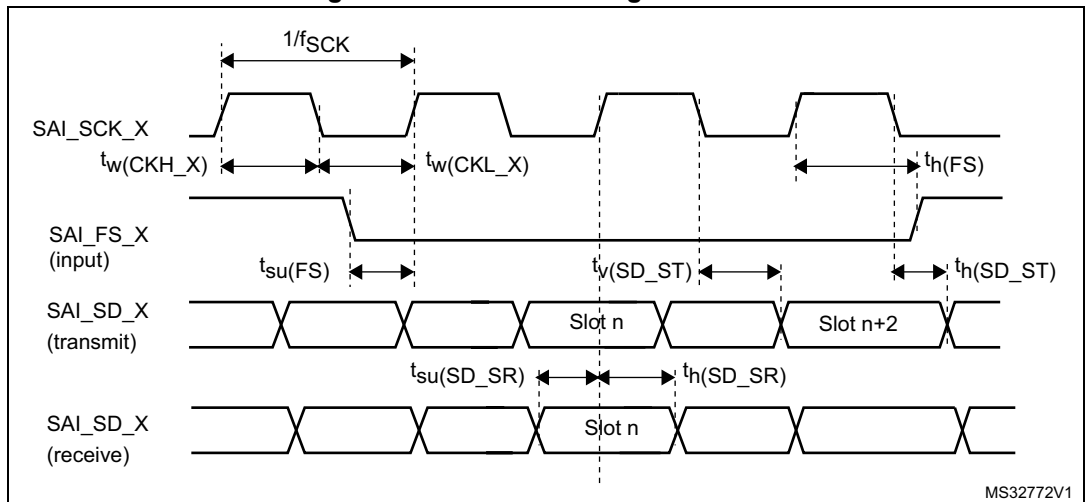 1/fSCK
SAI_SCK_X
tw(CKH_X)
tw(CKL_X)
th(FS)
SAI_FS_X
(input)
tsu(FS)
tv(SD_ST)
th(SD_ST)
SAI_SD_X
(transmit)
Slot n
Slot n+2
tsu(SD_SR)
th(SD_SR)
SAI_SD_X
(receive)
Slot n
MS32772V1